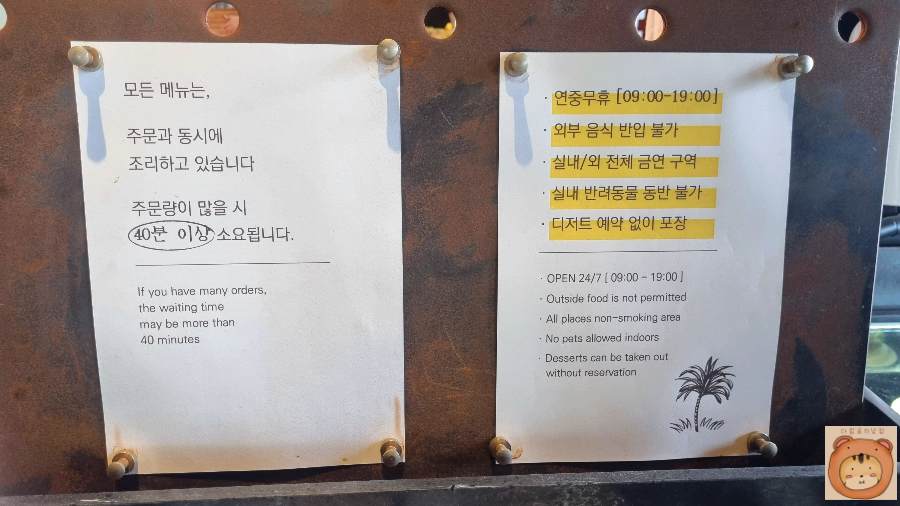 모든 메뉴는,
주문과 동시에
조리하고 있습니다
주문량이 많을 시
40분 이상 소요됩니다.
If you have many orders,
the waiting time
may be more than
40 minutes
· 연중무휴 [09:00-19:00]
· 외부 음식 반입 불가
· 실내/외 전체 금연 구역
· 실내 반려동물 동반 불가
· 디저트 예약 없이 포장
· OPEN 24/7 [ 09:00 - 19:00 ]
· Outside food is not permitted
· All places non-smoking area
· No pets allowed indoors
· Desserts can be taken out
without reservation